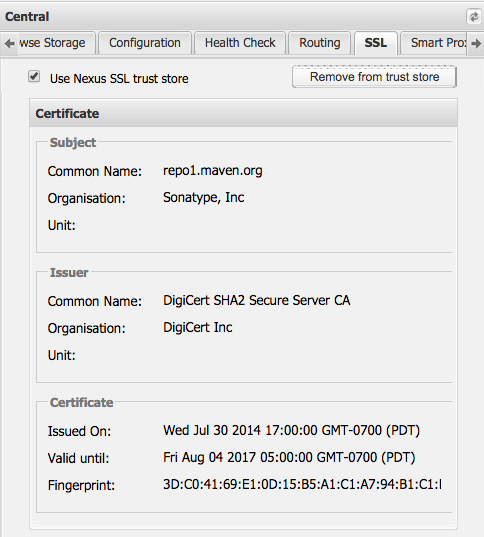 Central
wse Storage Configuration Health Check Routing SSL Smart Prox
Use Nexus SSL trust store Remove from trust store
Certificate
Subject
Common Name: repo1.maven.org
Organisation: Sonatype, Inc
Unit:
Issuer
Common Name: DigiCert SHA2 Secure Server CA
Organisation: DigiCert Inc
Unit:
Certificate
Issued On: Wed Jul 30 2014 17:00:00 GMT-0700 (PDT)
Valid until: Fri Aug 04 2017 05:00:00 GMT-0700 (PDT)
Fingerprint: 3D:C0:41:69:E1:0D:15:B5:A1:C1:A7:94:B1:C1: